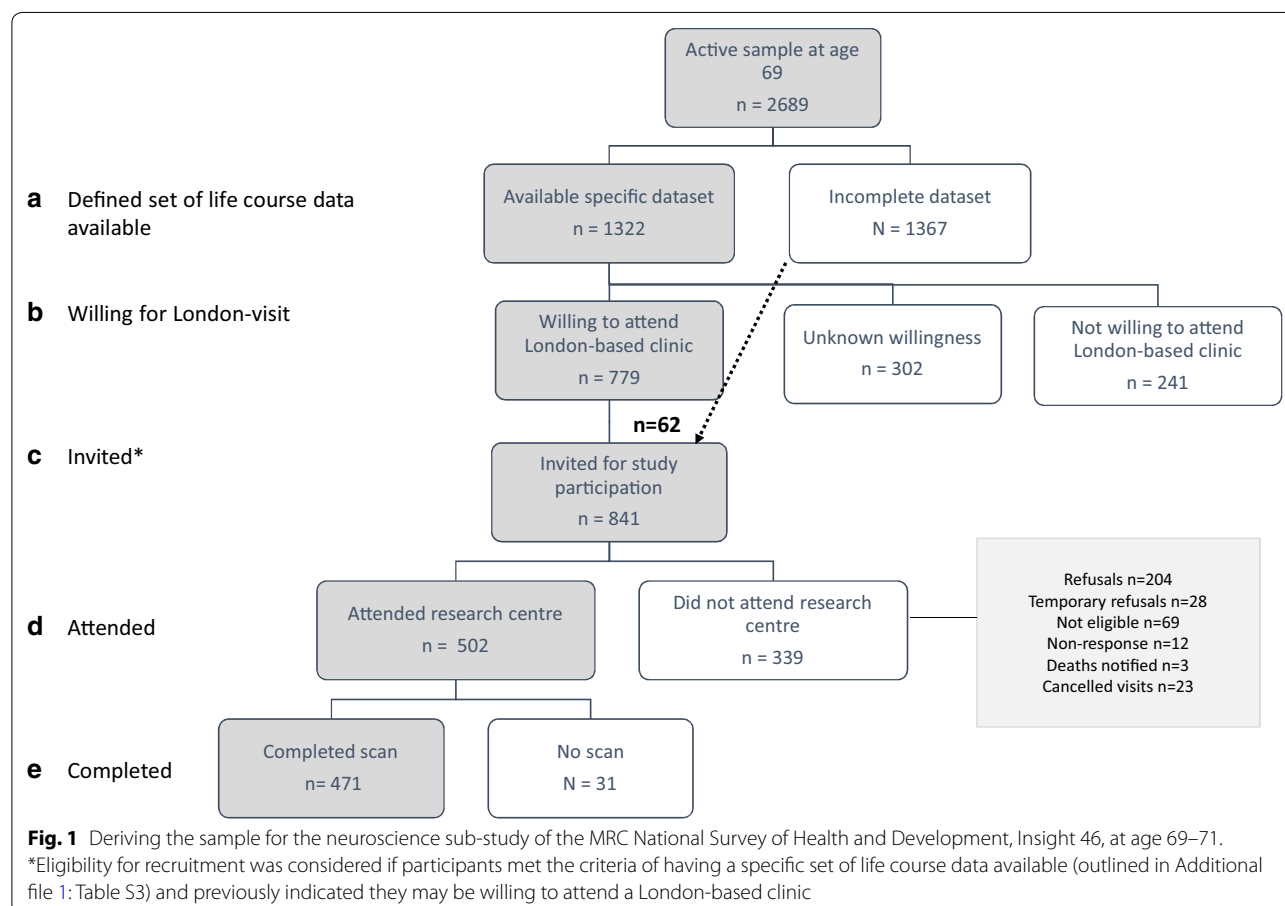 Active sample at age
69
n = 2689
a Defined set of life course data
available
Available specific dataset
n = 1322
Incomplete dataset
N = 1367
b Willing for London-visit
Willing to attend
London-based clinic
n = 779
Unknown willingness
n = 302
Not willing to attend
London-based clinic
n = 241
n=62
c Invited*
Invited for study
participation
n = 841
d Attended
Attended research centre
n = 502
Did not attend research
centre
n = 339
Refusals n=204
Temporary refusals n=28
Not eligible n=69
Non-response n=12
Deaths notified n=3
Cancelled visits n=23
e Completed
Completed scan
n= 471
No scan
N = 31
Fig. 1 Deriving the sample for the neuroscience sub-study of the MRC National Survey of Health and Development, Insight 46, at age 69–71.
*Eligibility for recruitment was considered if participants met the criteria of having a specific set of life course data available (outlined in Additional
file 1: Table S3) and previously indicated they may be willing to attend a London-based clinic